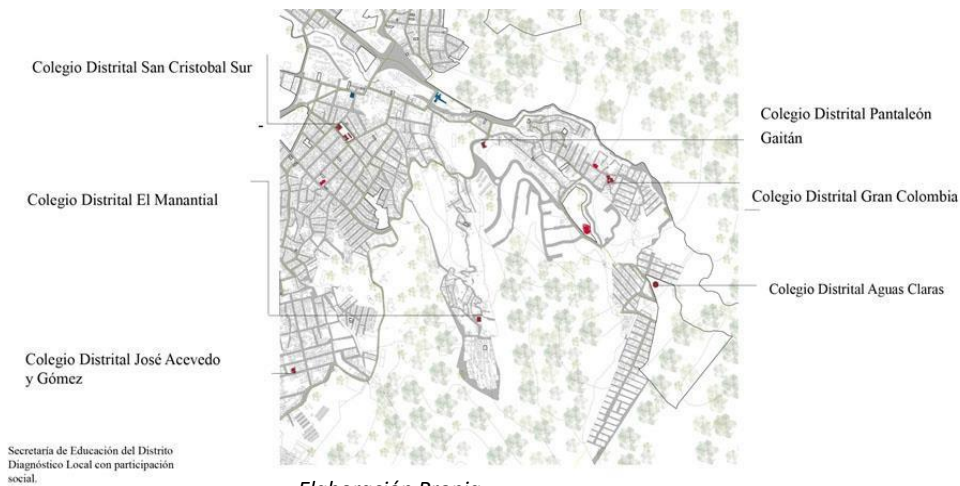 Colegio Distrital San Cristobal Sur
Colegio Distrital El Manantial
Colegio Distrital José Acevedo
y Gómez
Colegio Distrital Pantaleón
Gaitán
Colegio Distrital Gran Colombia
Colegio Distrital Aguas Claras
Secretaría de Educación del Distrito
Diagnóstico Local con participación
social.
Elaboración Propia